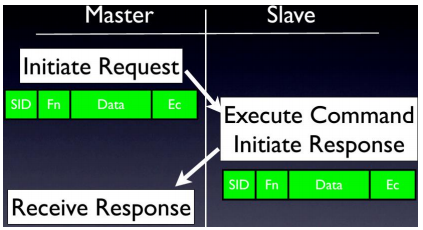 Master
Slave
Initiate Request
SID Fn Data Ec
Execute Command
Initiate Response
SID Fn Data Ec
Receive Response